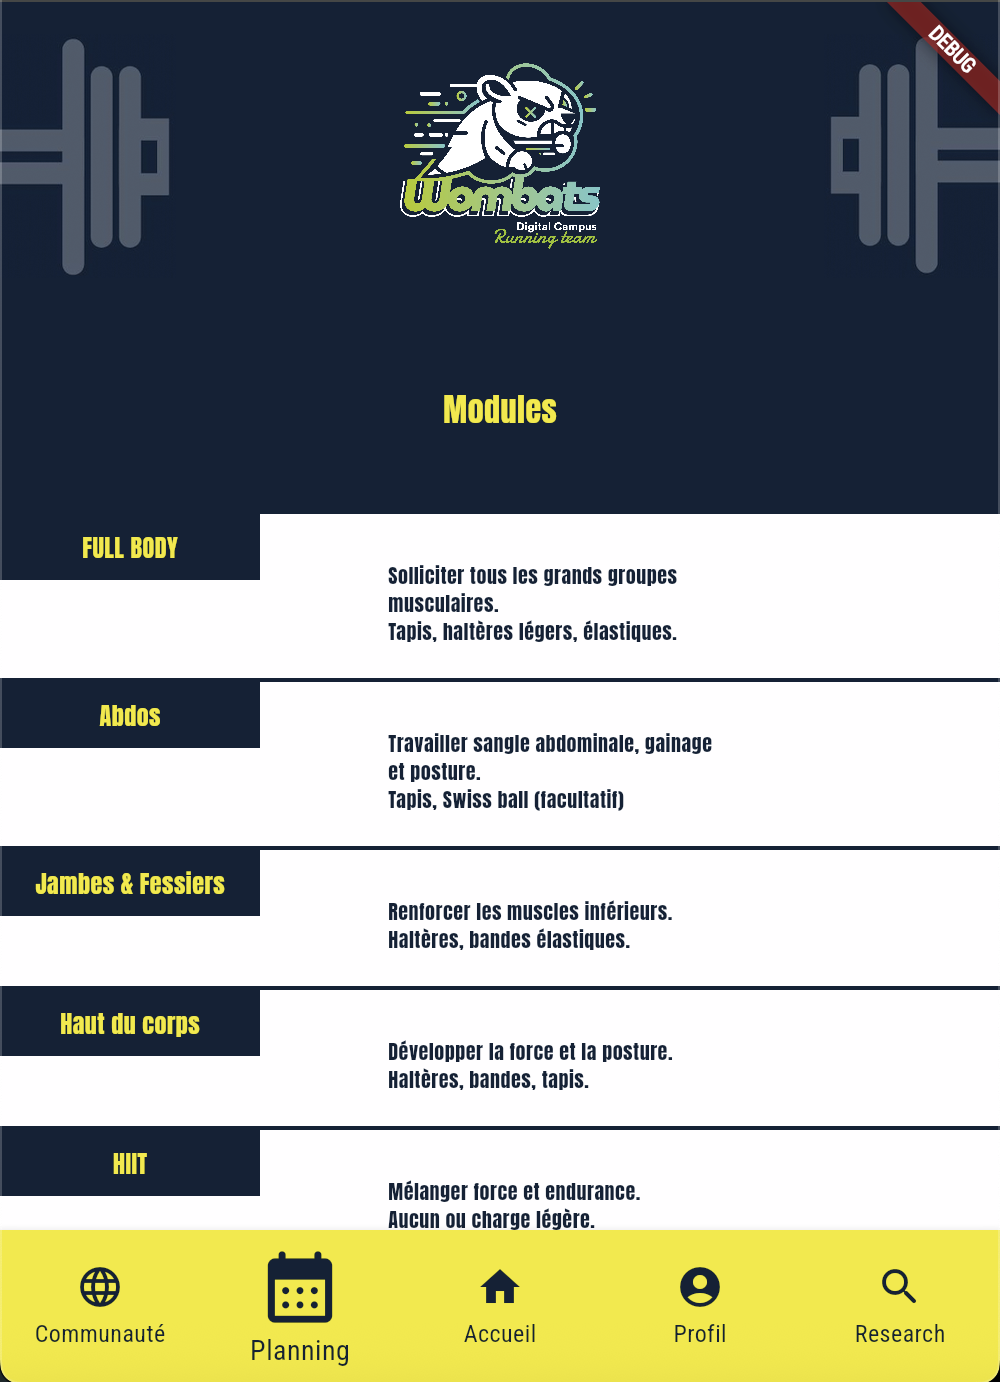 DEBUG
Wombats
Digital Campus
Running team
Modules
FULL BODY
Solliciter tous les grands groupes
musculaires.
Tapis, haltères légers, élastiques.
Abdos
Travailler sangle abdominale, gainage
et posture.
Tapis, Swiss ball (facultatif)
Jambes & Fessiers
Renforcer les muscles inférieurs.
Haltères, bandes élastiques.
Haut du corps
Développer la force et la posture.
Haltères, bandes, tapis.
HIIT
Mélanger force et endurance.
Aucun ou charge légère.
Communauté
Planning
Accueil
Profil
Research